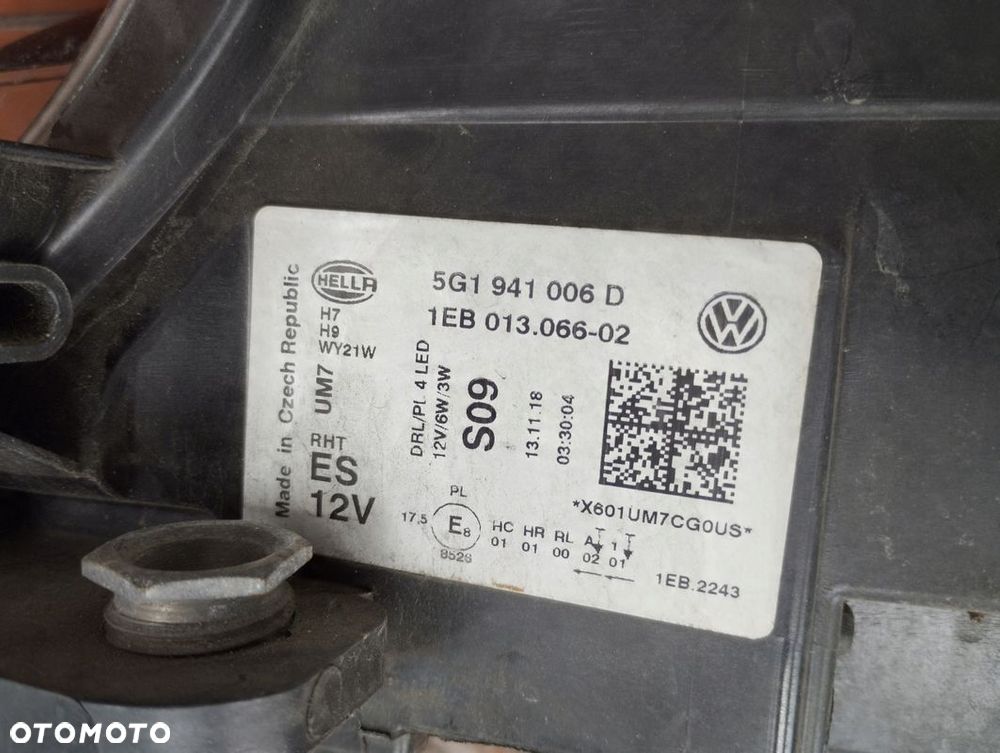 Made in Czech Republic
HELLA
H7
H9
WY21W
UM7
RHT
ES
12V
5G1 941 006 D
1EB 013.066-02
DRL/PL 4 LED
12V/6W/3W
S09
13.11.18
03:30:04
*X601UM7CG0US*
PL
17,5
E8
8526
HC
01
HR
01
RL
00
A
02
1
01
1EB.2243
OTOMOTO